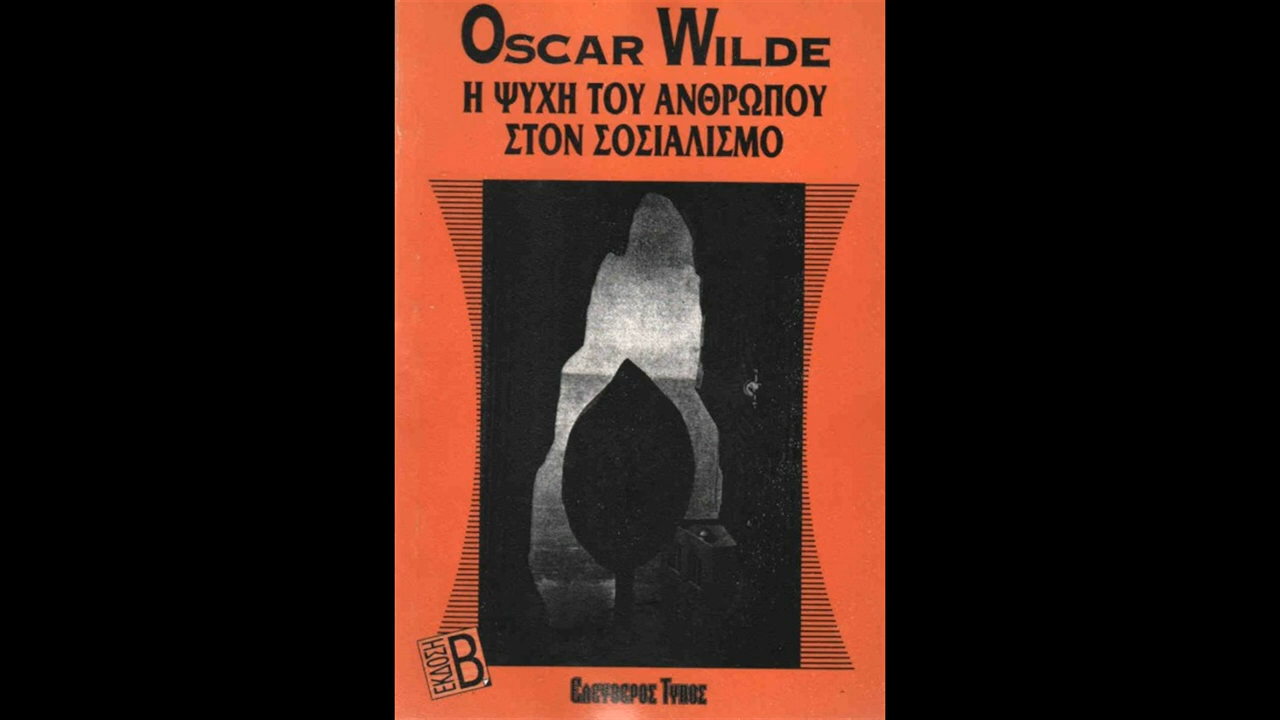 OSCAR WILDE
Η ΨΥΧΗ ΤΟΥ ΑΝΘΡΩΠΟΥ
ΣΤΟΝ ΣΟΣΙΑΛΙΣΜΟ
ΕΚΔΟΣΗ Β
ΕΛΕΥΘΕΡΟΣ ΤΥΠΟΣ